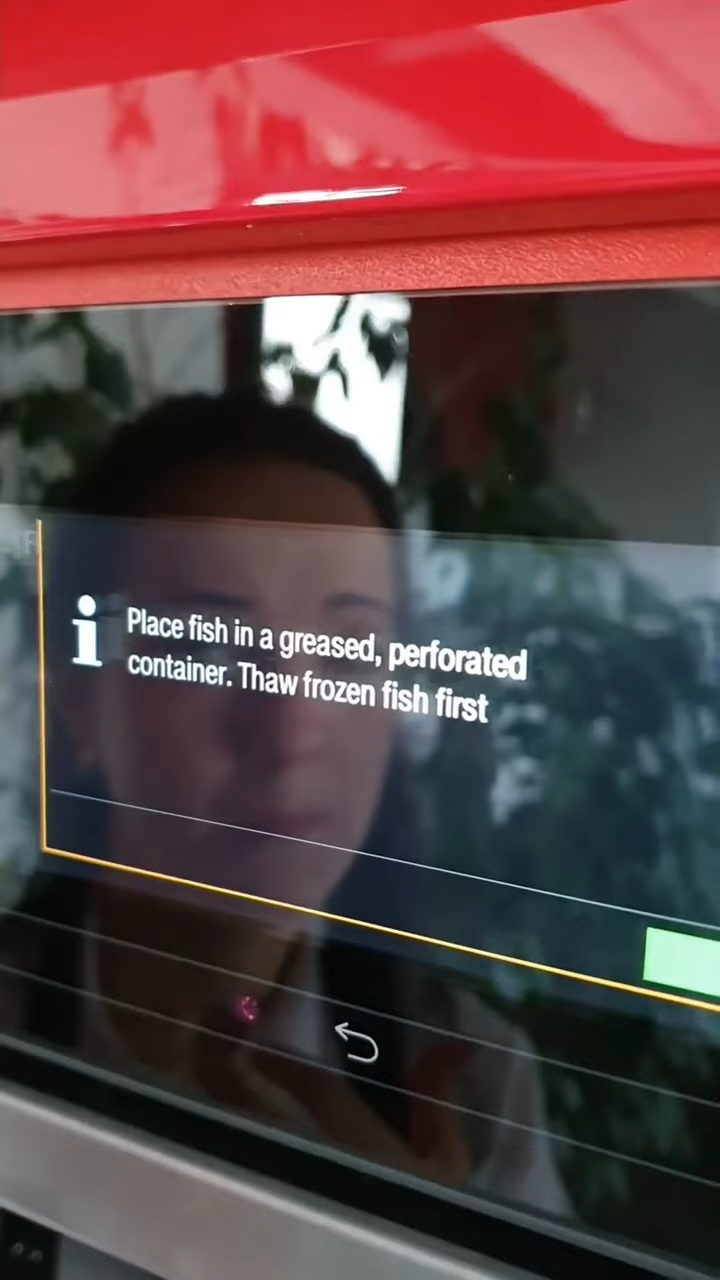 Place fish in a greased, perforated
container. Thaw frozen fish first